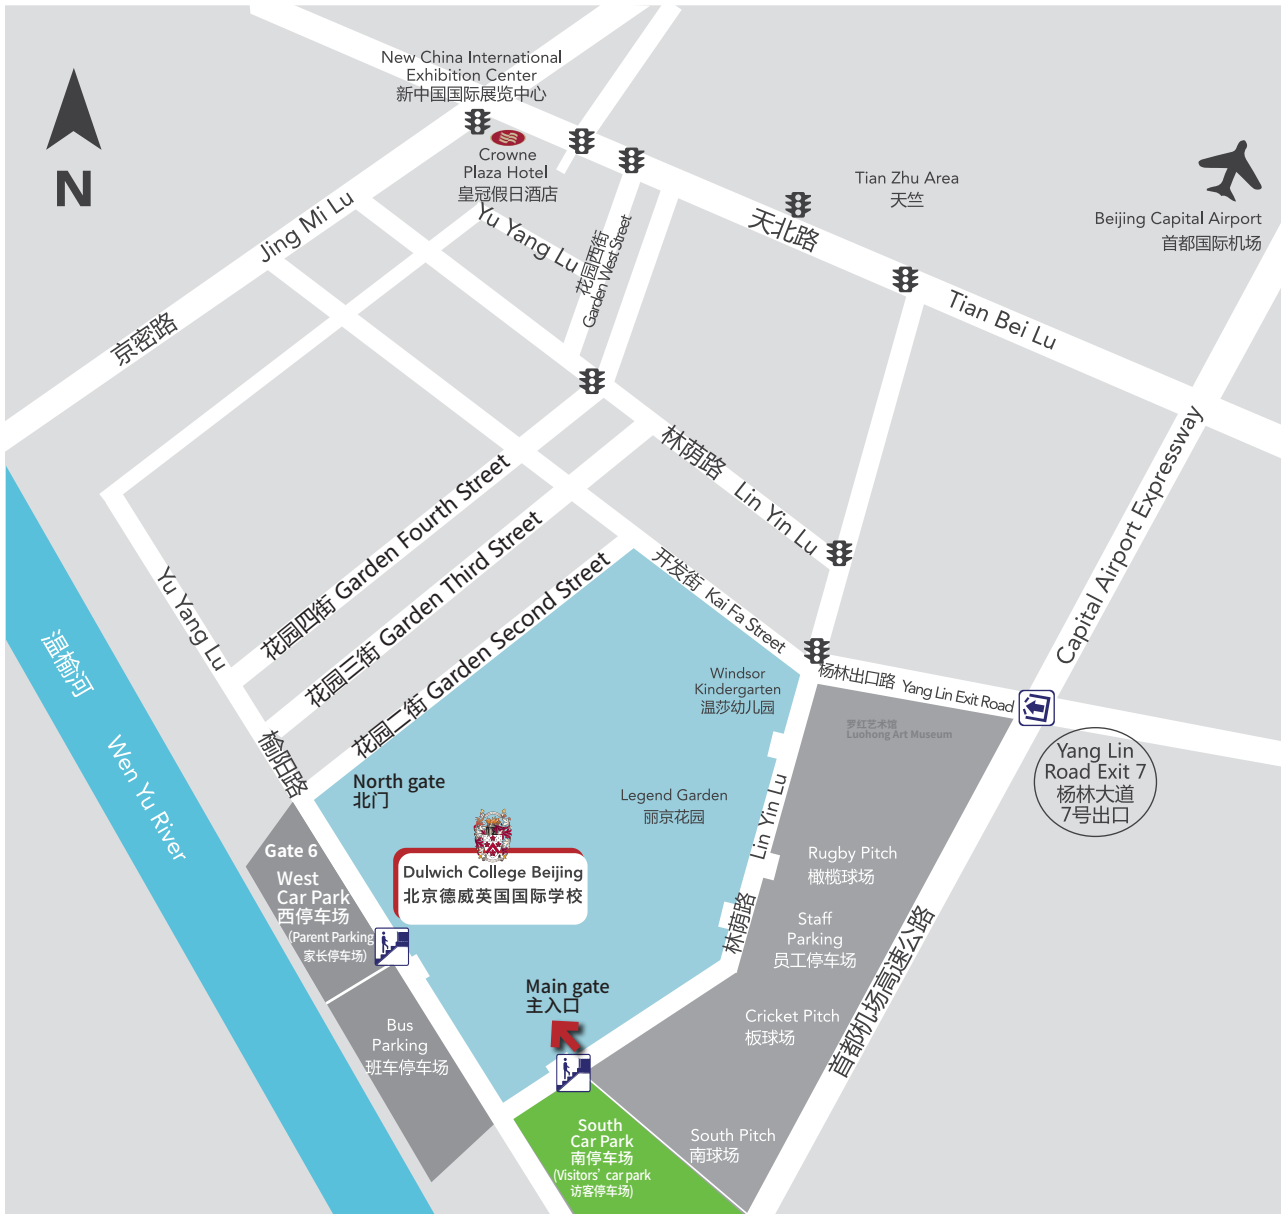 New China International
Exhibition Center
新中国国际展览中心
N
Crowne
Plaza Hotel
皇冠假日酒店
Tian Zhu Area
天竺
Beijing Capital Airport
首都国际机场
Jing Mi Lu
京密路
Yu Yang Lu
花园西街
Garden West Street
天北路
Tian Bei Lu
林荫路 Lin Yin Lu
Capital Airport Expressway
花园四街 Garden Fourth Street
花园三街 Garden Third Street
花园二街 Garden Second Street
开发街 Kai Fa Street
Yu Yang Lu
榆阳路
温榆河
Wen Yu River
Windsor
Kindergarten
温莎幼儿园
杨林出口路 Yang Lin Exit Road
罗红艺术馆
Luohong Art Museum
Yang Lin
Road Exit 7
杨林大道
7号出口
North gate
北门
Legend Garden
丽京花园
Lin Yin Lu
林荫路
Gate 6
West
Car Park
西停车场
(Parent Parking
家长停车场)
Dulwich College Beijing
北京德威英国国际学校
Rugby Pitch
橄榄球场
Staff
Parking
员工停车场
首都机场高速公路
Main gate
主入口
Cricket Pitch
板球场
Bus
Parking
班车停车场
South
Car Park
南停车场
(Visitors' car park
访客停车场)
South Pitch
南球场